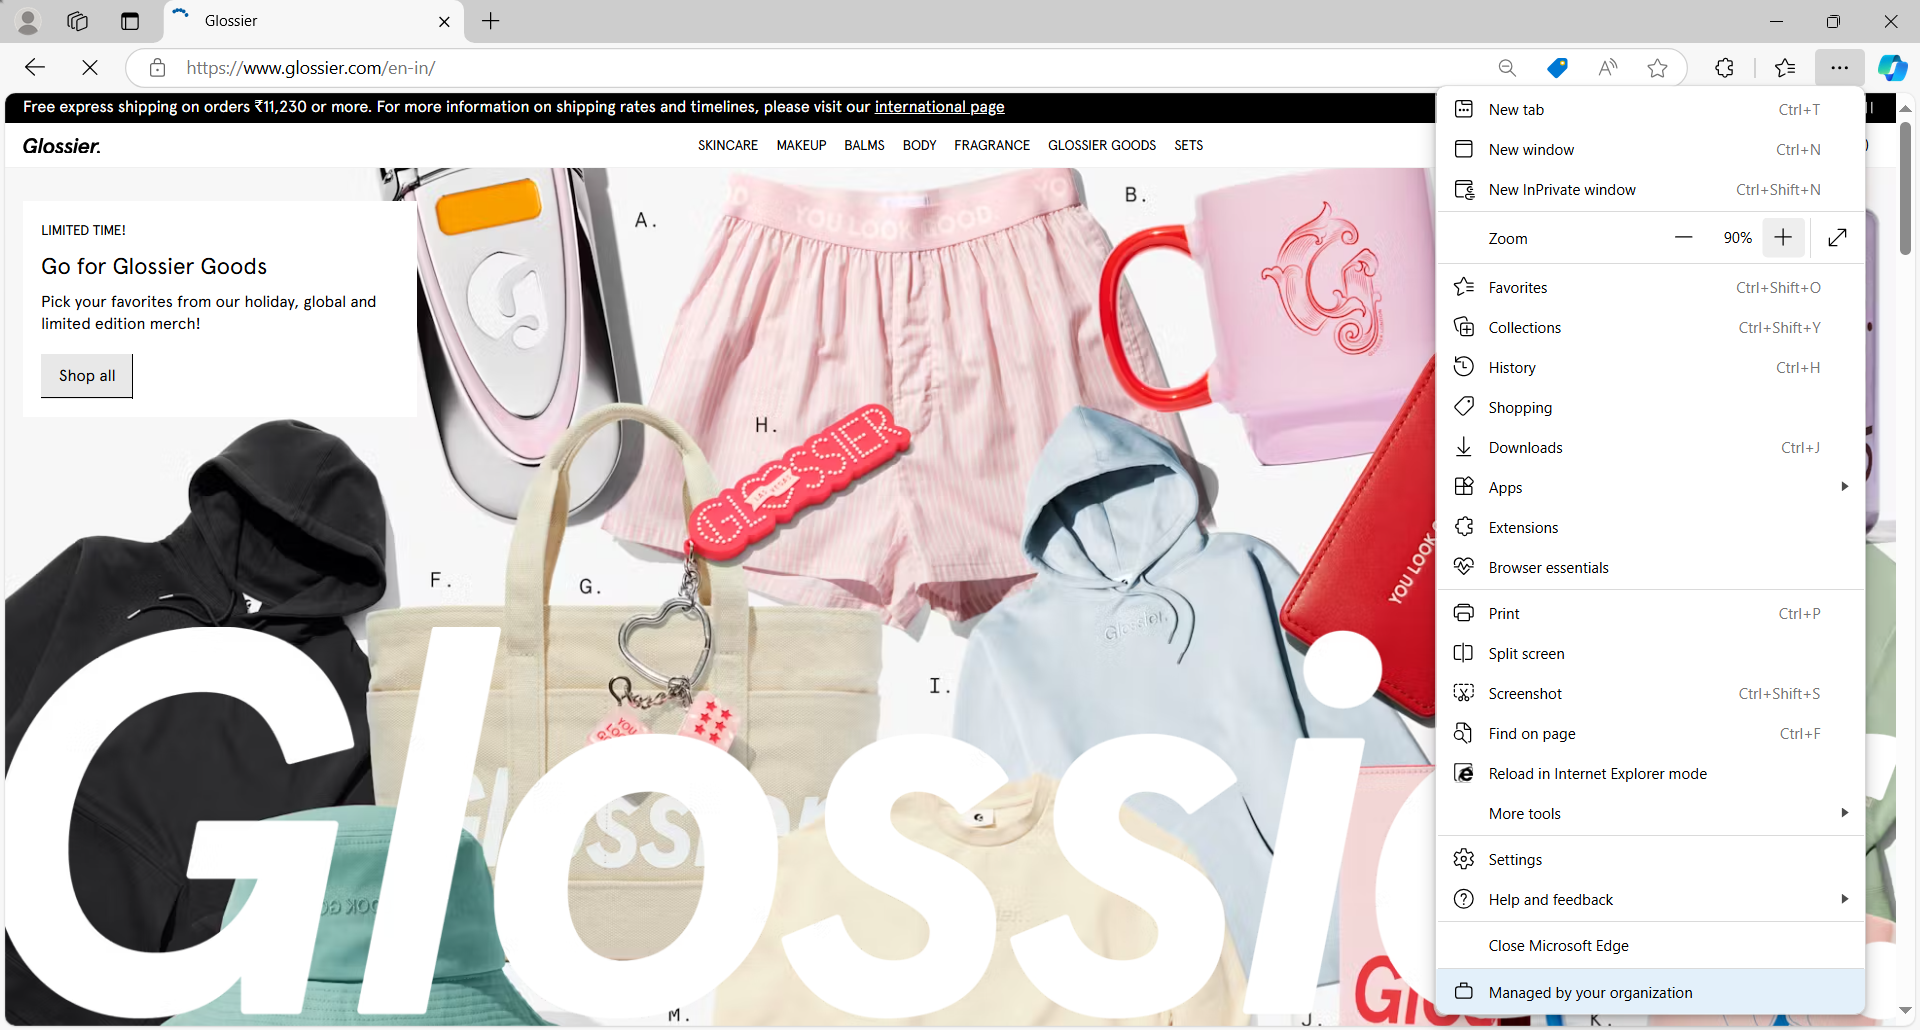 Glossier
https://www.glossier.com/en-in/
Free express shipping on orders ₹11,230 or more. For more information on shipping rates and timelines, please visit our international page
Glossier.
SKINCARE MAKEUP BALMS BODY FRAGRANCE GLOSSIER GOODS SETS
LIMITED TIME!
Go for Glossier Goods
Pick your favorites from our holiday, global and
limited edition merch!
Shop all
A.
B.
YOU LOOK GOOD.
G
H.
GLOSSIER
LAS VEGAS
F.
G.
YOU LOOK
Glossier.
I.
YOU
Glossi
M.
J.
K.
New tab Ctrl+T
New window Ctrl+N
New InPrivate window Ctrl+Shift+N
Zoom 90%
Favorites Ctrl+Shift+O
Collections Ctrl+Shift+Y
History Ctrl+H
Shopping
Downloads Ctrl+J
Apps
Extensions
Browser essentials
Print Ctrl+P
Split screen
Screenshot Ctrl+Shift+S
Find on page Ctrl+F
Reload in Internet Explorer mode
More tools
Settings
Help and feedback
Close Microsoft Edge
Managed by your organization